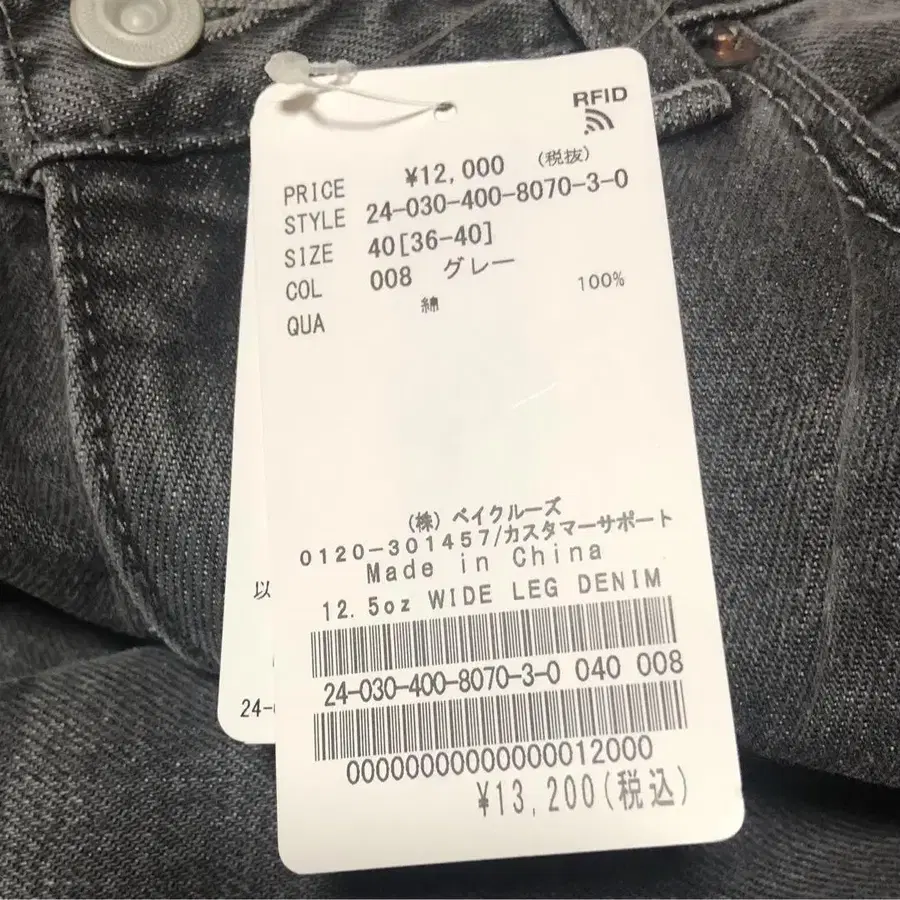 RFID
PRICE ¥12,000 (税抜)
STYLE 24-030-400-8070-3-0
SIZE 40[36-40]
COL 008 グレー
QUA 綿 100%
(株) ベイクルーズ
0120-301457/カスタマーサポート
Made in China
12.5oz WIDE LEG DENIM
24-030-400-8070-3-0 040 008
00000000000000012000
¥13,200(税込)
以
24-